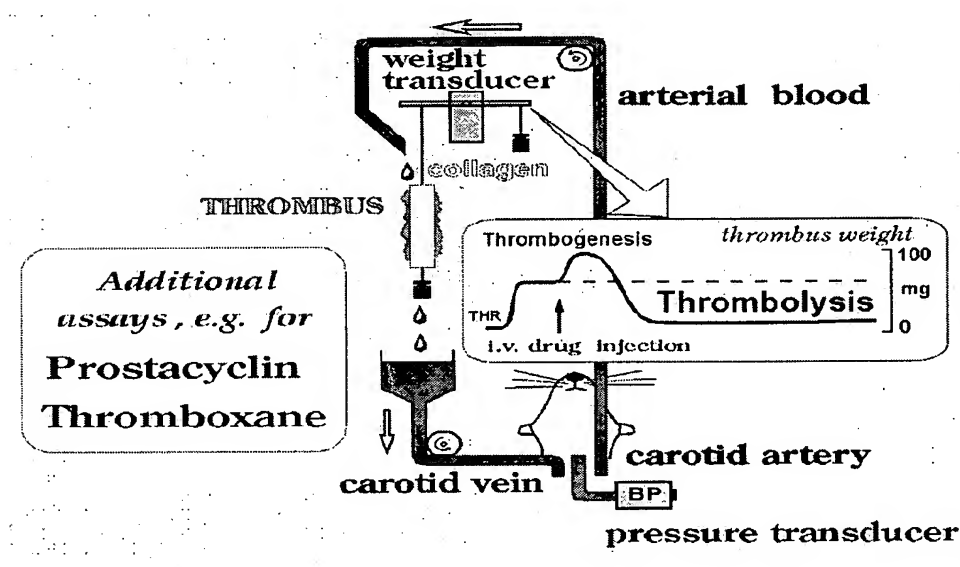 weight
transducer
arterial blood
collagen
THROMBUS
Thrombogenesis
thrombus weight
100
mg
0
Thrombolysis
THR
i.v. drug injection
Additional
assays, e.g. for
Prostacyclin
Thromboxane
carotid artery
carotid vein
BP
pressure transducer